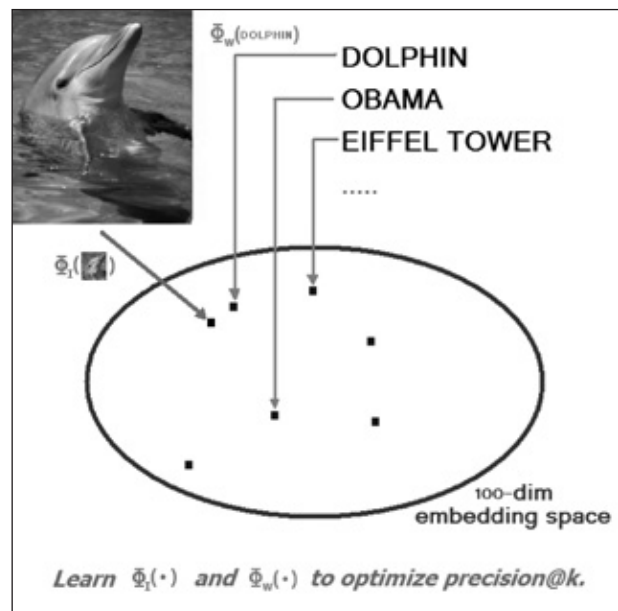 Φ_W(DOLPHIN)
DOLPHIN
OBAMA
EIFFEL TOWER
.....
Φ_I( )
100-dim
embedding space
Learn Φ_I(·) and Φ_W(·) to optimize precision@k.